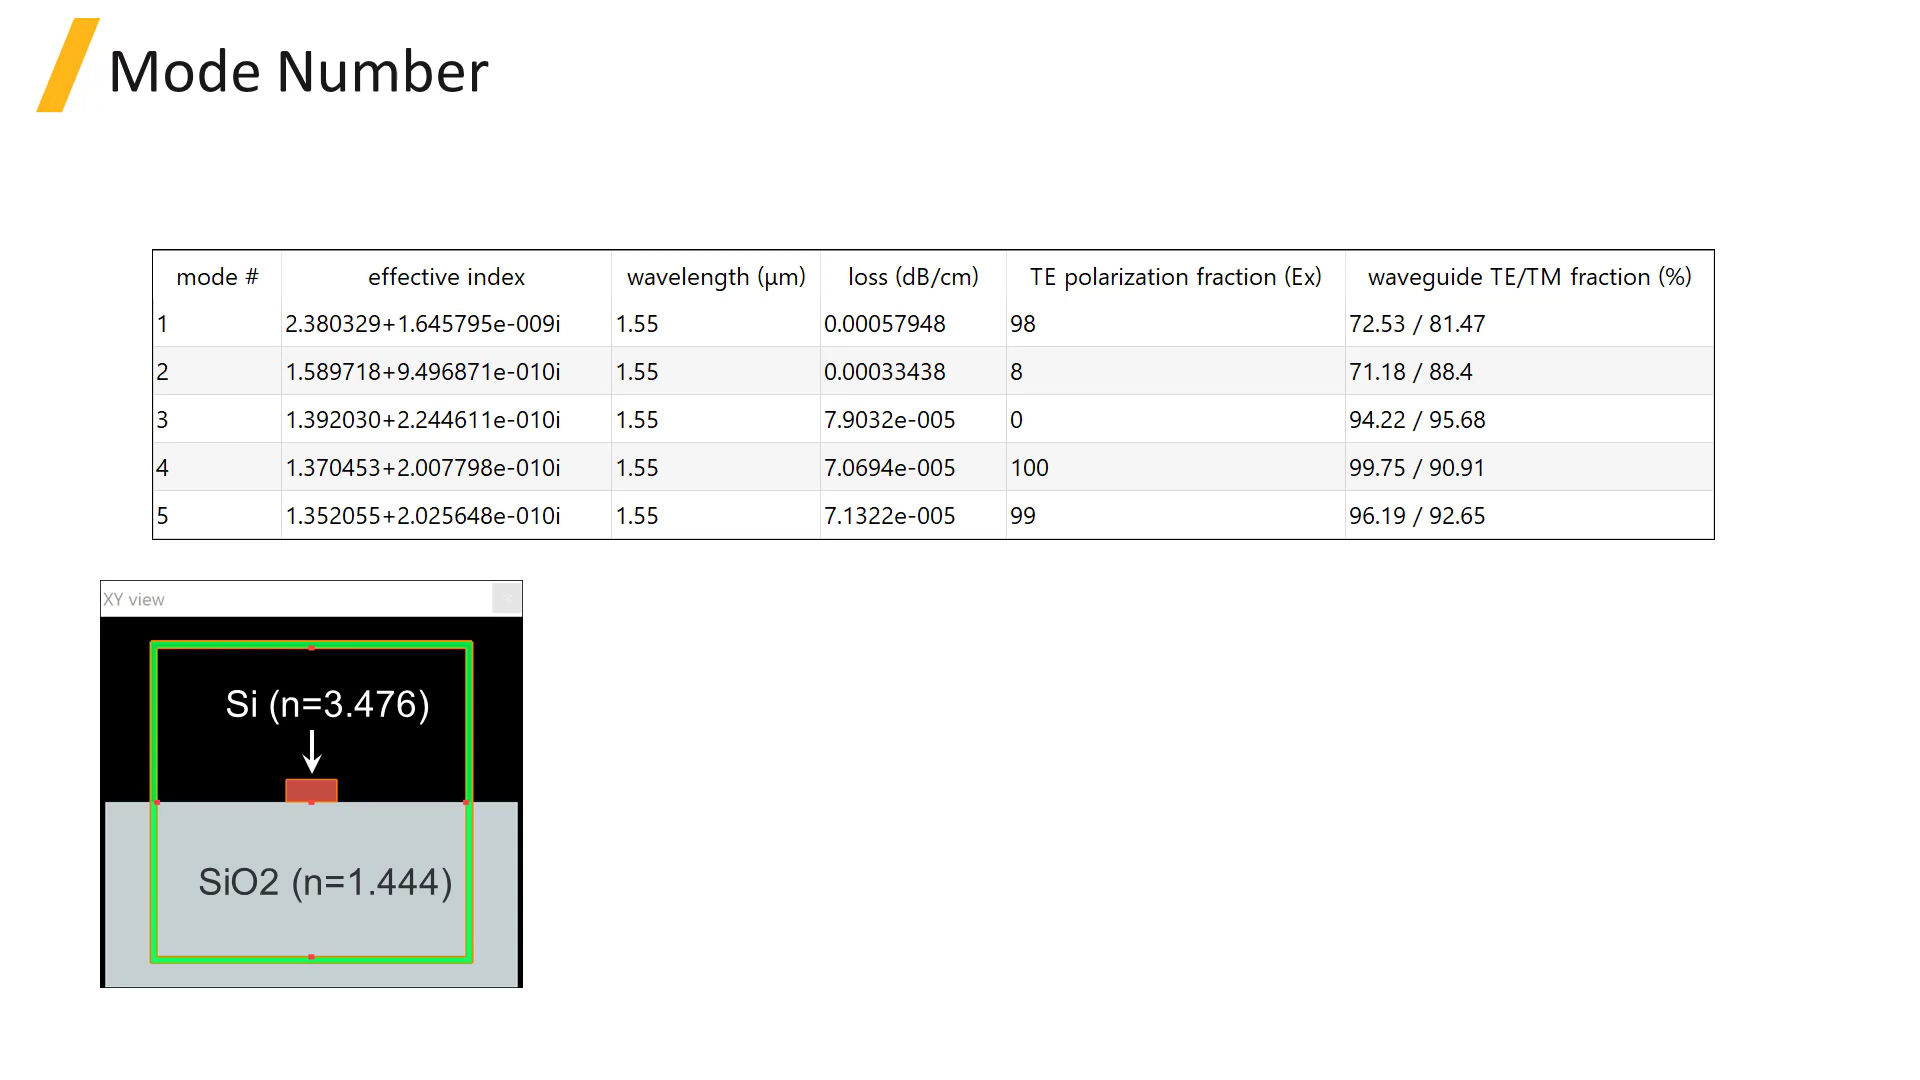 Mode Number
mode # effective index wavelength (µm) loss (dB/cm) TE polarization fraction (Ex) waveguide TE/TM fraction (%)
1 2.380329+1.645795e-009i 1.55 0.00057948 98 72.53 / 81.47
2 1.589718+9.496871e-010i 1.55 0.00033438 8 71.18 / 88.4
3 1.392030+2.244611e-010i 1.55 7.9032e-005 0 94.22 / 95.68
4 1.370453+2.007798e-010i 1.55 7.0694e-005 100 99.75 / 90.91
5 1.352055+2.025648e-010i 1.55 7.1322e-005 99 96.19 / 92.65
XY view
Si (n=3.476)
SiO2 (n=1.444)